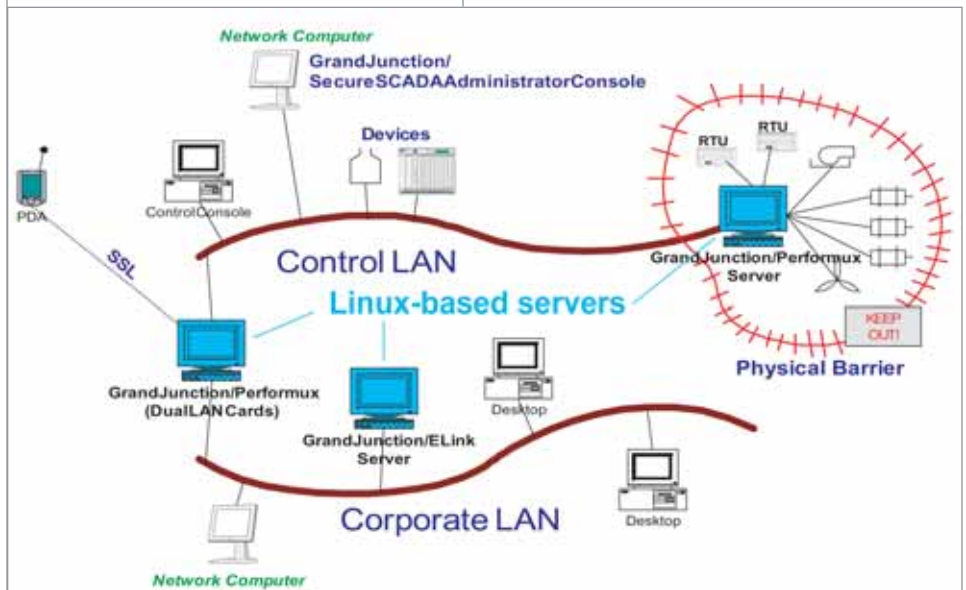 Network Computer
GrandJunction/
SecureSCADAAdministratorConsole
Devices
RTU
RTU
PDA
ControlConsole
SSL
Control LAN
GrandJunction/Performux
Server
Linux-based servers
KEEP
OUT!
Physical Barrier
GrandJunction/Performux
(DualLANCards)
Desktop
GrandJunction/ELink
Server
Corporate LAN
Desktop
Network Computer